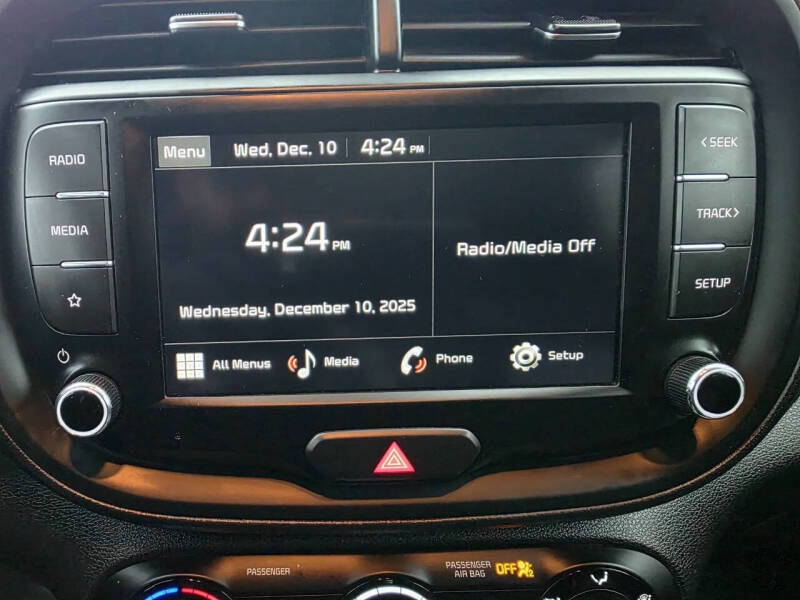 RADIO
MEDIA
Menu Wed, Dec. 10 4:24 PM
4:24 PM
Wednesday, December 10, 2025
Radio/Media Off
All Menus Media Phone Setup
< SEEK
TRACK >
SETUP
PASSENGER
PASSENGER
AIR BAG OFF 2